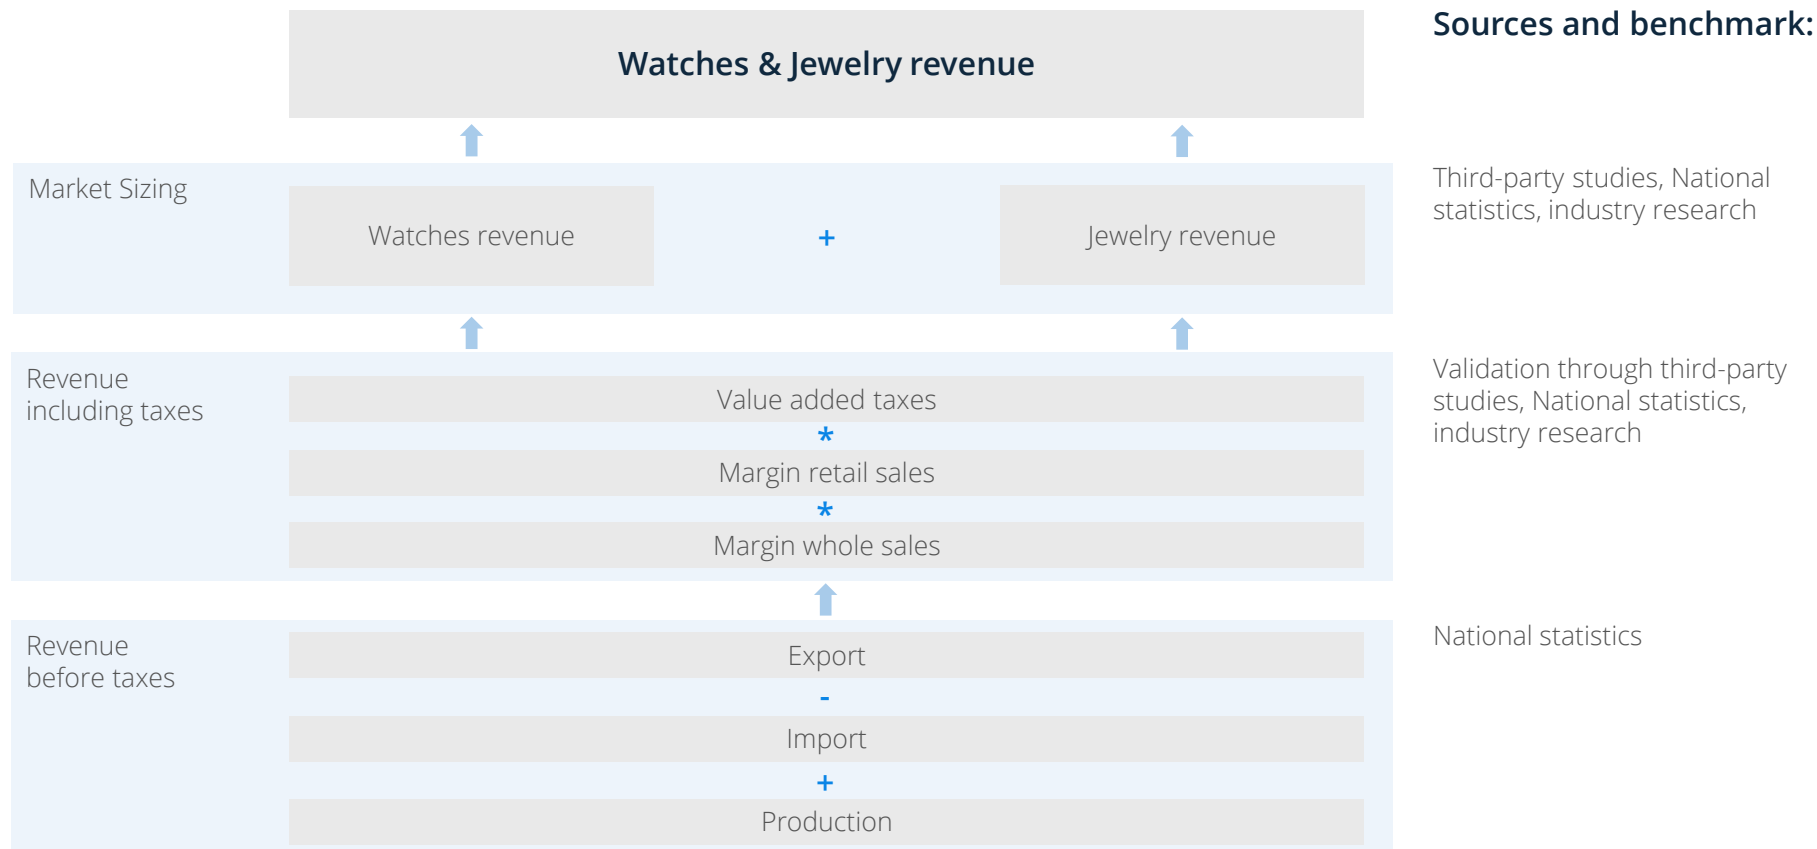 Sources and benchmark:
Watches & Jewelry revenue
Market Sizing
Watches revenue
+
Jewelry revenue
Third-party studies, National
statistics, industry research
Revenue
including taxes
Value added taxes
*
Margin retail sales
*
Margin whole sales
Validation through third-party
studies, National statistics,
industry research
Revenue
before taxes
Export
-
Import
+
Production
National statistics